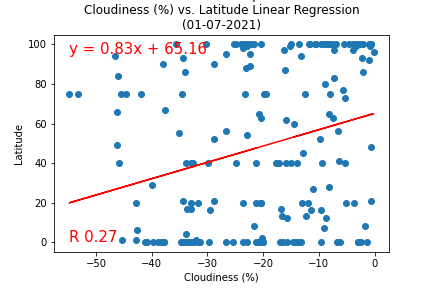 Cloudiness (%) vs. Latitude Linear Regression
(01-07-2021)
y = 0.83x + 65.16
R 0.27
Latitude
100
80
60
40
20
0
−50
−40
−30
−20
−10
0
Cloudiness (%)